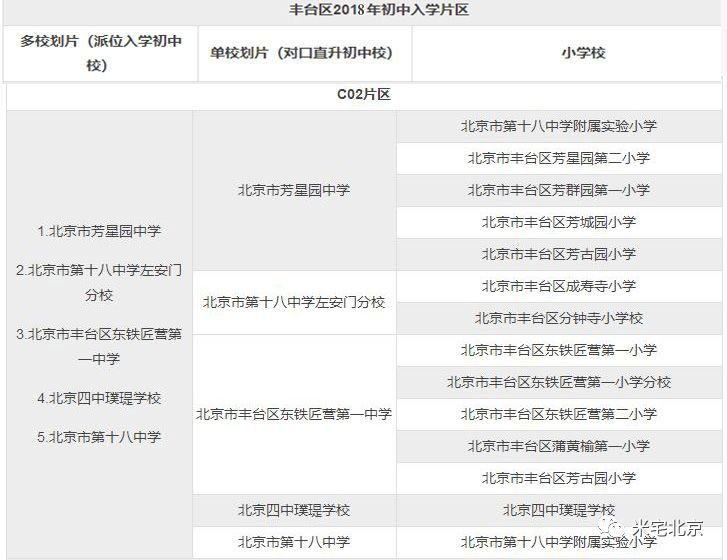 丰台区2018年初中入学片区
多校划片（派位入学初中
校）
单校划片（对口直升初中校）
小学校
C02片区
1.北京市芳星园中学
2.北京市第十八中学左安门
分校
3.北京市丰台区东铁匠营第
一中学
4.北京四中璞瑅学校
5.北京市第十八中学
北京市芳星园中学
北京市第十八中学附属实验小学
北京市丰台区芳星园第二小学
北京市丰台区芳群园第一小学
北京市丰台区芳城园小学
北京市丰台区芳古园小学
北京市第十八中学左安门分校
北京市丰台区成寿寺小学
北京市丰台区分钟寺小学校
北京市丰台区东铁匠营第一中学
北京市丰台区东铁匠营第一小学
北京市丰台区东铁匠营第一小学分校
北京市丰台区东铁匠营第二小学
北京市丰台区蒲黄榆第一小学
北京市丰台区芳古园小学
北京四中璞瑅学校
北京四中璞瑅学校
北京市第十八中学
北京市第十八中学附属实验小学
米宅北京